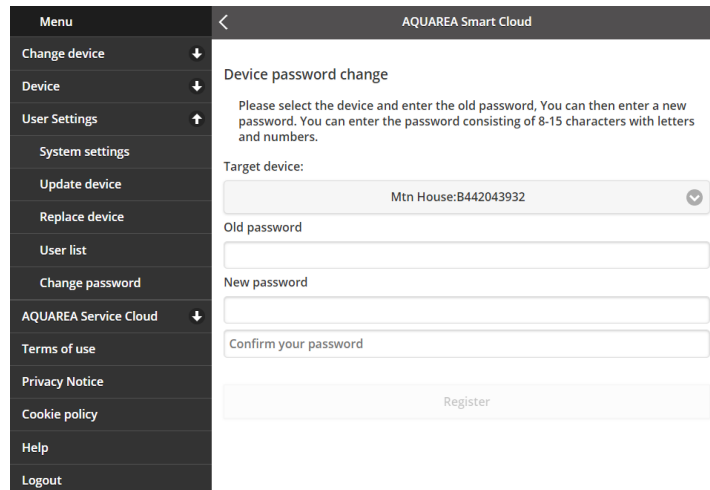 Menu
AQUAREA Smart Cloud
Change device
Device
User Settings
System settings
Update device
Replace device
User list
Change password
AQUAREA Service Cloud
Terms of use
Privacy Notice
Cookie policy
Help
Logout
Device password change
Please select the device and enter the old password, You can then enter a new
password. You can enter the password consisting of 8-15 characters with letters
and numbers.
Target device:
Mtn House:B442043932
Old password
New password
Confirm your password
Register